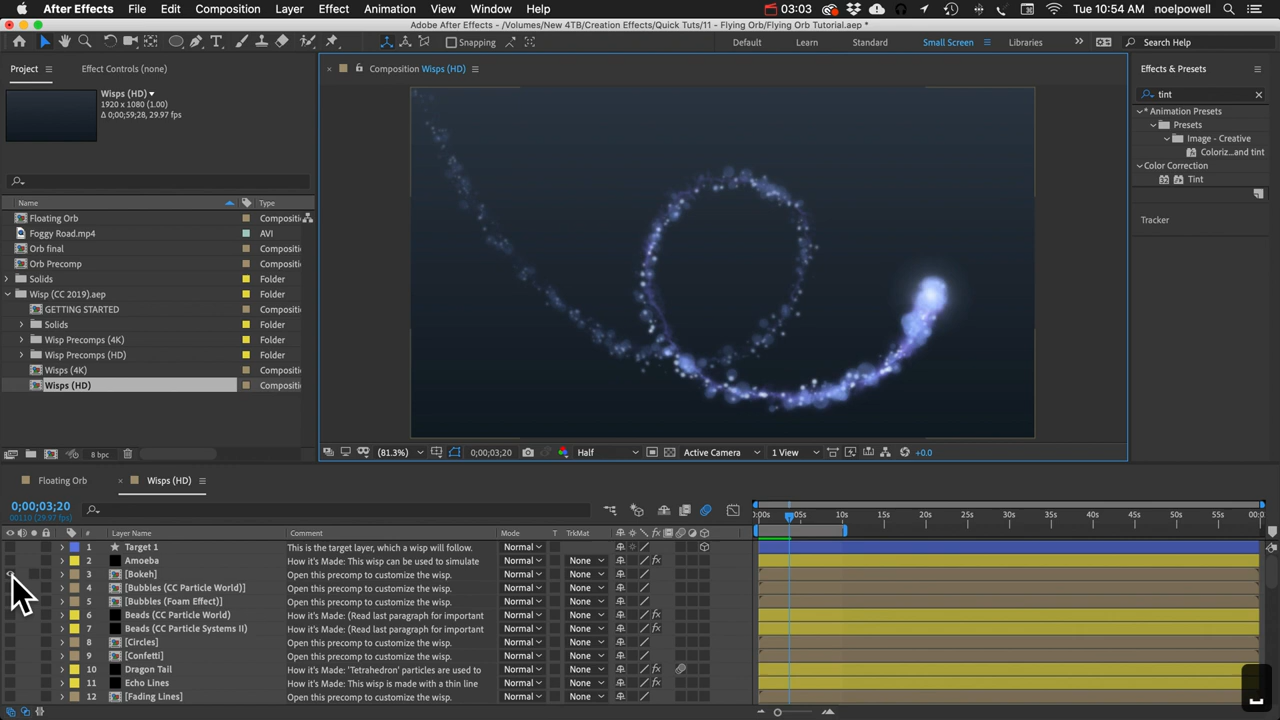 After Effects File Edit Composition Layer Effect Animation View Window Help 03:03 Tue 10:54 AM noelpowell
Adobe After Effects - /Volumes/New 4TB/Creation Effects/Quick Tuts/11 - Flying Orb/Flying Orb Tutorial.aep *
Snapping Default Learn Standard Small Screen Libraries Search Help
Project Effect Controls (none) Composition Wisps (HD) Effects & Presets
Wisps (HD)
1920 x 1080 (1.00)
Δ 0;00;59;28, 29.97 fps
tint
* Animation Presets
Presets
Image - Creative
Coloriz...and tint
Color Correction
Tint
Tracker
Name Type
Floating Orb Compositi
Foggy Road.mp4 AVI
Orb final Compositi
Orb Precomp Compositi
Solids Folder
Wisp (CC 2019).aep Folder
GETTING STARTED Compositi
Solids Folder
Wisp Precomps (4K) Folder
Wisp Precomps (HD) Folder
Wisps (4K) Compositi
Wisps (HD) Compositi
8 bpc
(81.3%) 0;00;03;20 Half Active Camera 1 View +0.0
Floating Orb Wisps (HD)
0;00;03;20
00110 (29.97 fps)
# Layer Name Comment Mode T TrkMat
:00s 05s 10s 15s 20s 25s 30s 35s 40s 45s 50s 55s 00:0
1 Target 1 This is the target layer, which a wisp will follow. Normal
2 Amoeba How it's Made: This wisp can be used to simulate Normal None
3 [Bokeh] Open this precomp to customize the wisp. Normal None
4 [Bubbles (CC Particle World)] Open this precomp to customize the wisp. Normal None
5 [Bubbles (Foam Effect)] Open this precomp to customize the wisp. Normal None
6 Beads (CC Particle World) How it's Made: (Read last paragraph for important Normal None
7 Beads (CC Particle Systems II) How it's Made: (Read last paragraph for important Normal None
[Circles] Open this precomp to customize the wisp. Normal None
9 [Confetti] Open this precomp to customize the wisp. Normal None
10 Dragon Tail How it's Made: 'Tetrahedron' particles are used to Normal None
11 Echo Lines How it's Made: This wisp is made with a thin line Normal None
12 [Fading Lines] Open this precomp to customize the wisp. Normal None